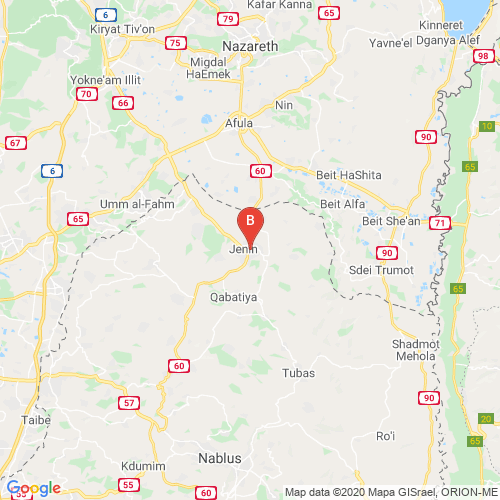 Kafar Kanna
6
79
65
Kinneret
Kiryat Tiv'on
Dganya Alef
75
Nazareth
Yavne'el
98
Migdal
HaEmek
Yokne'am Illit
70
66
Nin
Afula
10
67
90
6
60
65
Beit HaShita
Umm al-Fahm
Beit Alfa
65
Beit She'an
71
B
Jenin
90
Sdei Trumot
65
Qabatiya
Shadmot
Mehola
60
Tubas
57
90
Taibe
20
Ro'i
65
Nablus
Kdumim
55
55
60
Google
Map data ©2020 Mapa GISrael, ORION-ME